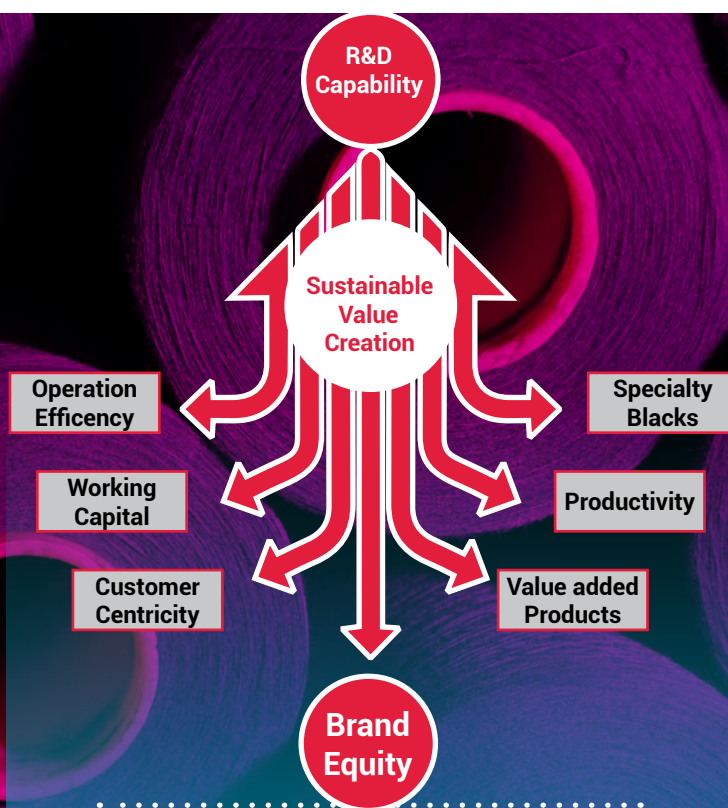 R&D
Capability
Sustainable
Value
Creation
Operation
Efficency
Specialty
Blacks
Working
Capital
Productivity
Customer
Centricity
Value added
Products
Brand
Equity